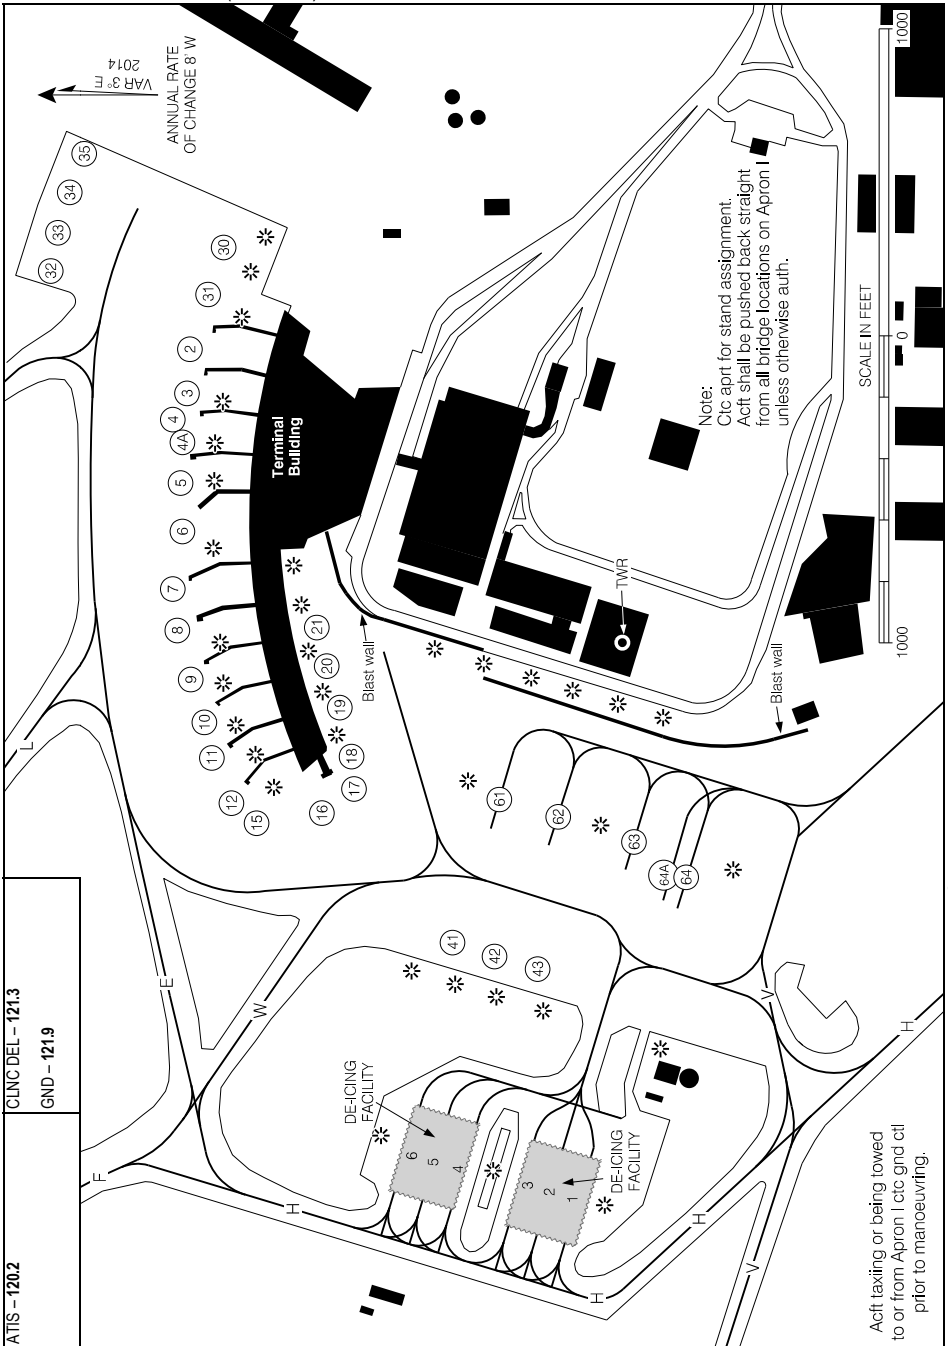 ATIS – 120.2
CLNC DEL – 121.3
GND – 121.9
VAR 3° E
2014
ANNUAL RATE
OF CHANGE 8' W
32
33
34
35
30
31
2
3
4
4A
5
6
7
8
9
10
11
12
15
16
17
18
19
20
21
Terminal
Building
Blast wall
TWR
Blast wall
Note:
Ctc aprt for stand assignment.
Acft shall be pushed back straight
from all bridge locations on Apron I
unless otherwise auth.
SCALE IN FEET
1000
0
1000
61
62
63
64A
64
41
42
43
L
E
W
F
H
H
H
H
V
V
DE-ICING
FACILITY
6
5
4
DE-ICING
FACILITY
3
2
1
Acft taxiing or being towed
to or from Apron I ctc gnd ctl
prior to manoeuvring.